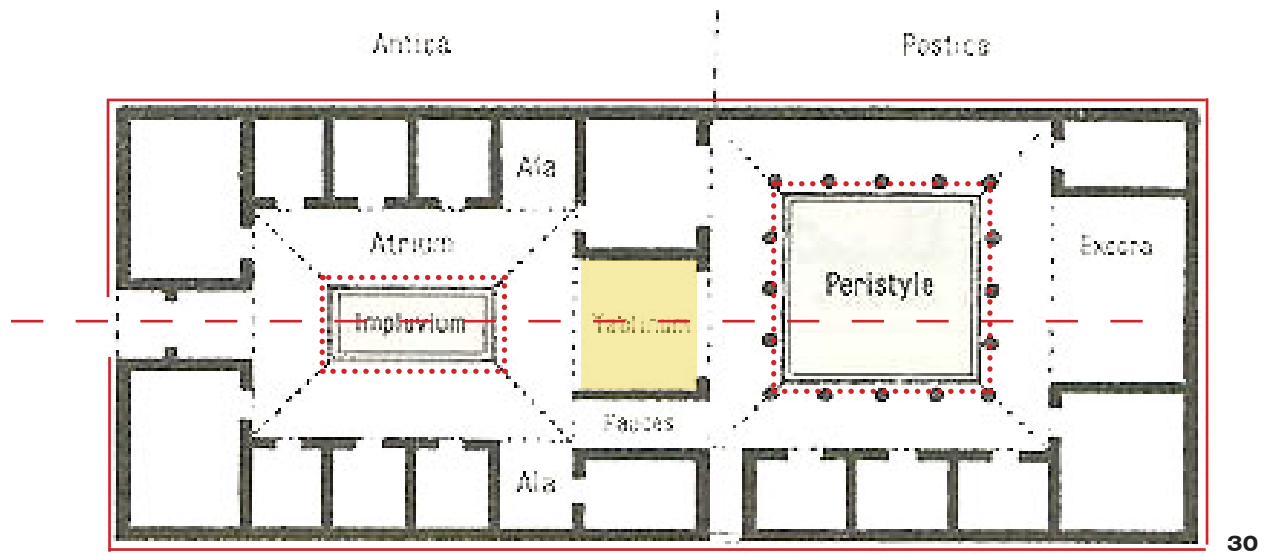 Antica
Postica
Ala
Atrium
Exedra
Peristyle
Impluvium
Tablinum
Fauces
Ala
30